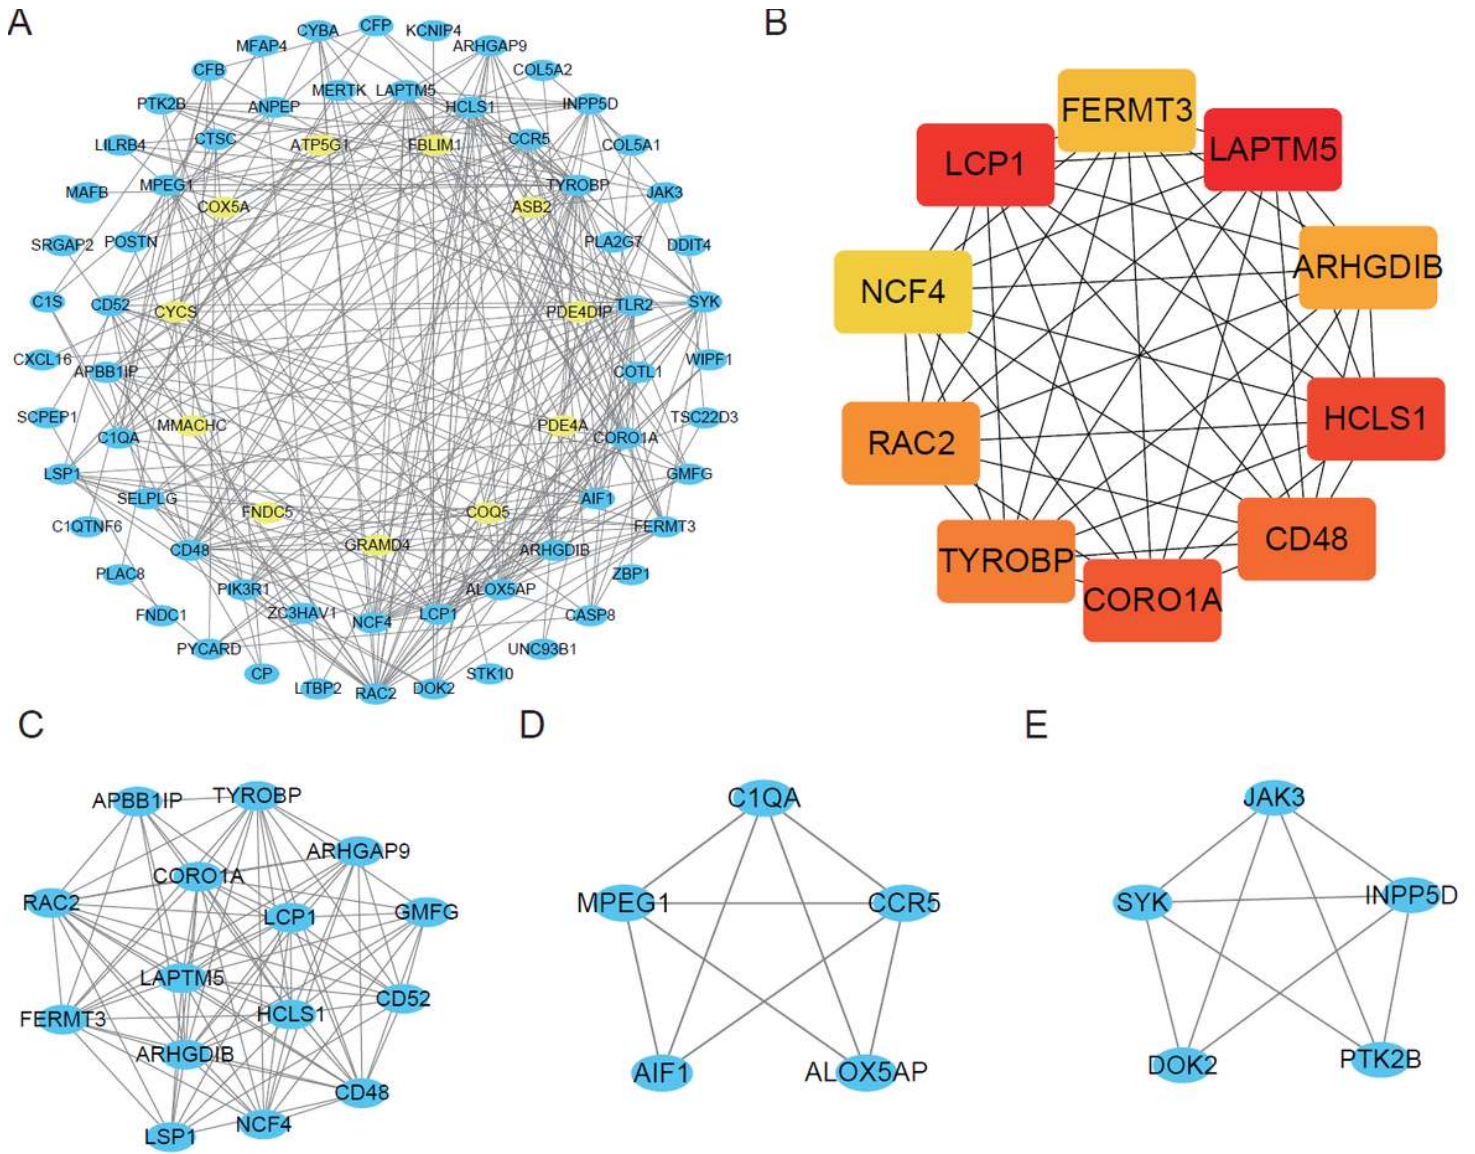 A
CYBA
CFP
KCNIP4
MFAP4
ARHGAP9
CFB
COL5A2
PTK2B
ANPEP
MERTK
LAPTM5
HCLS1
INPP5D
LILRB4
CTSC
ATP5G1
FBLIM1
CCR5
COL5A1
MAFB
MPEG1
COX5A
ASB2
TYROBP
JAK3
SRGAP2
POSTN
PLA2G7
DDIT4
C1S
CD52
CYCS
PDE4DIP
TLR2
SYK
CXCL16
APBB1IP
COTL1
WIPF1
SCPEP1
C1QA
MMACHC
PDE4A
CORO1A
TSC22D3
LSP1
SELPLG
AIF1
GMFG
C1QTNF6
CD48
FNDC5
GRAMD4
COQ5
ARHGDIB
FERMT3
PLAC8
PIK3R1
ZC3HAV1
NCF4
LCP1
ALOX5AP
ZBP1
FNDC1
CASP8
PYCARD
UNC93B1
CP
LTBP2
RAC2
DOK2
STK10
B
FERMT3
LCP1
LAPTM5
NCF4
ARHGDIB
RAC2
HCLS1
TYROBP
CORO1A
CD48
C
APBB1IP
TYROBP
ARHGAP9
CORO1A
RAC2
LCP1
GMFG
LAPTM5
CD52
FERMT3
HCLS1
ARHGDIB
CD48
LSP1
NCF4
D
C1QA
MPEG1
CCR5
AIF1
ALOX5AP
E
JAK3
SYK
INPP5D
DOK2
PTK2B